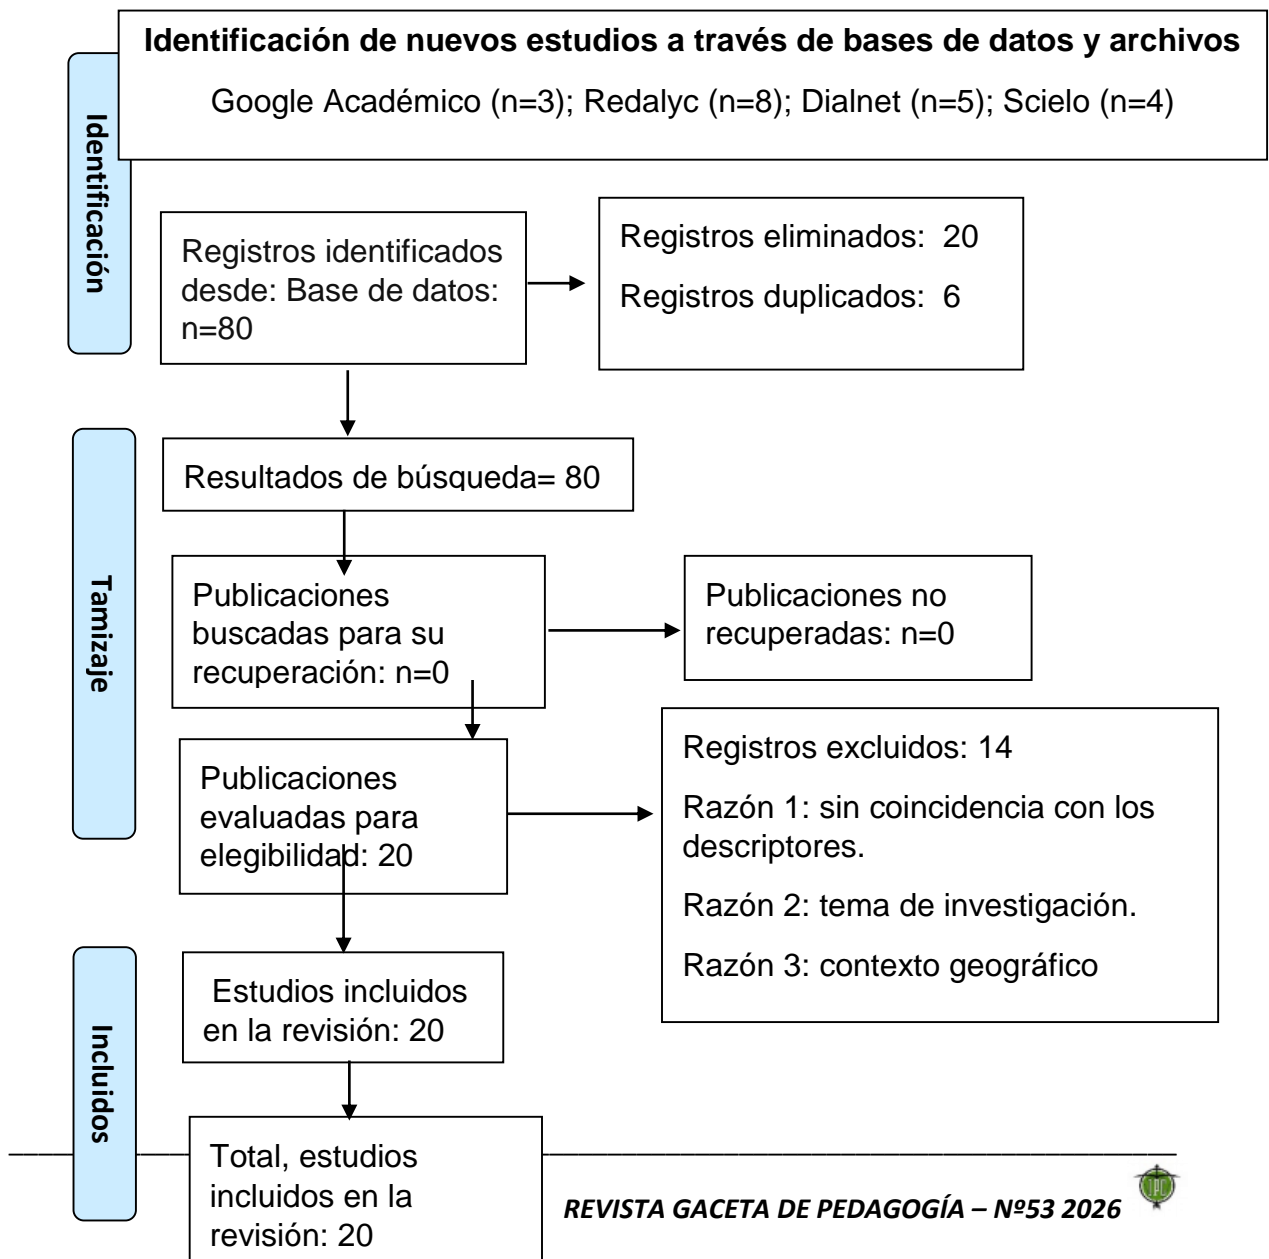 Identificación de nuevos estudios a través de bases de datos y archivos
Google Académico (n=3); Redalyc (n=8); Dialnet (n=5); Scielo (n=4)
Identificación
Registros identificados
desde: Base de datos:
n=80
Registros eliminados: 20
Registros duplicados: 6
Tamizaje
Resultados de búsqueda= 80
Publicaciones
buscadas para su
recuperación: n=0
Publicaciones no
recuperadas: n=0
Publicaciones
evaluadas para
elegibilidad: 20
Registros excluidos: 14
Razón 1: sin coincidencia con los
descriptores.
Razón 2: tema de investigación.
Razón 3: contexto geográfico
Incluidos
Estudios incluidos
en la revisión: 20
Total, estudios
incluidos en la
revisión: 20
REVISTA GACETA DE PEDAGOGÍA – Nº53 2026